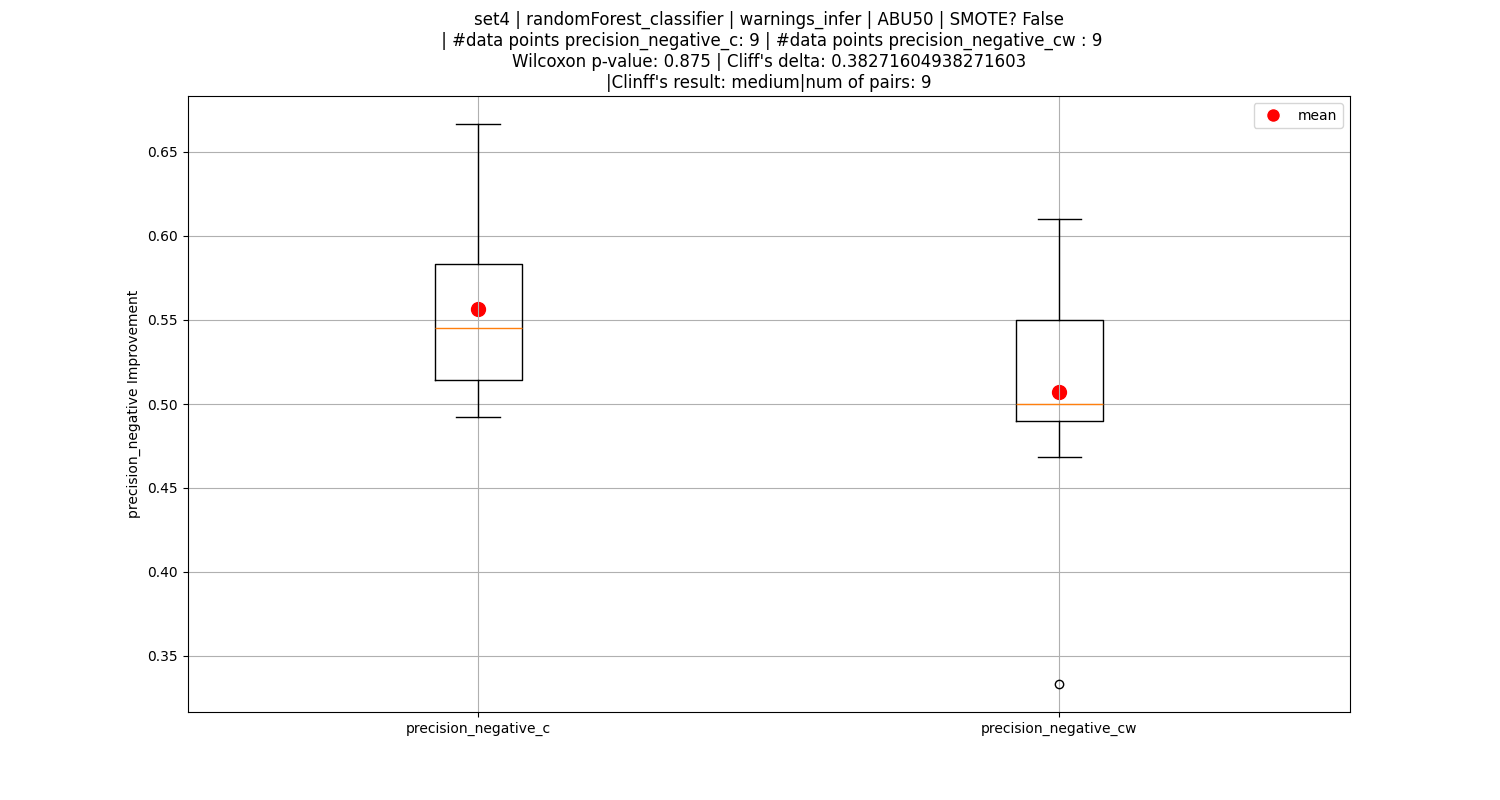 set4 | randomForest_classifier | warnings_infer | ABU50 | SMOTE? False
| #data points precision_negative_c: 9 | #data points precision_negative_cw : 9
Wilcoxon p-value: 0.875 | Cliff's delta: 0.38271604938271603
|Clinff's result: medium|num of pairs: 9
mean
precision_negative Improvement
0.65
0.60
0.55
0.50
0.45
0.40
0.35
precision_negative_c
precision_negative_cw